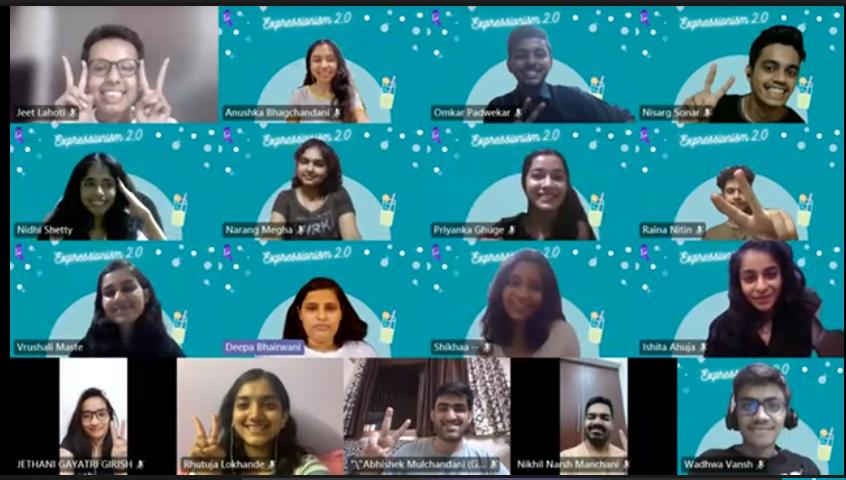 Expressionism 2.0
Expressionism 2.0
Expressionism 2.0
Jeet Lahoti
Anushka Bhagchandani
Omkar Padwekar
Nisarg Sonar
Expressionism 2.0
Expressionism 2.0
Expressionism 2.0
Expressionism 2.0
Nidhi Shetty
Narang Megha
Priyanka Ghuge
Raina Nitin
Expressionism 2.0
Expressionism 2.0
Expressionism 2.0
Expressionism 2.0
Vrushali Maste
Deepa Bhairwani
Shikhaa --
Ishita Ahuja
JETHANI GAYATRI GIRISH
Rhutuja Lokhande
"\"Abhishek Mulchandani (G...
Nikhil Narsh Manchani
Wadhwa Vansh